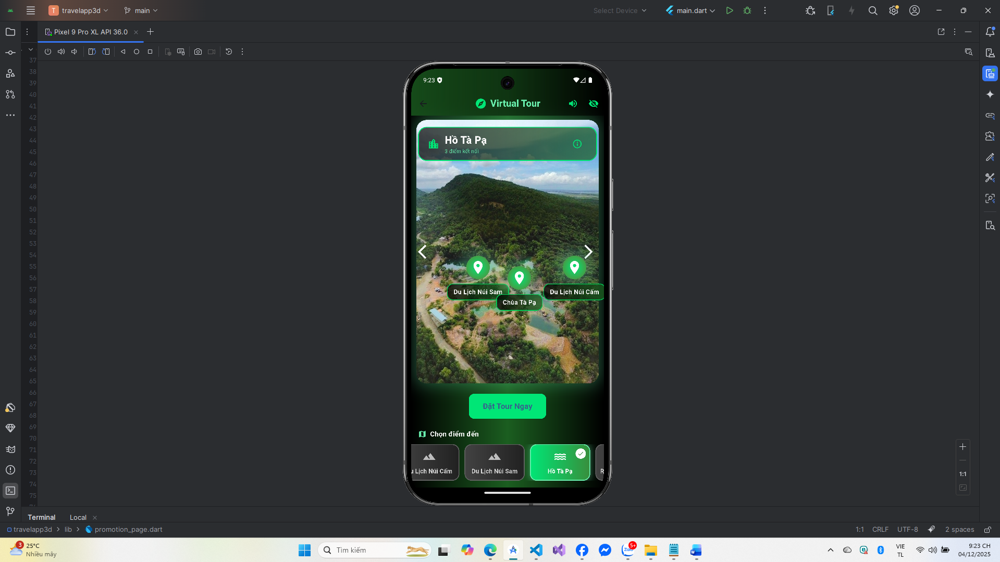 T travelapp3d main Select Device main.dart
Pixel 9 Pro XL API 36.0
37
38
39
40
41
42
43
44
45
46
47
48
49
50
51
52
53
54
55
56
57
58
59
60
61
62
63
64
65
66
67
68
69
70
71
72
73
74
75
9:23
Virtual Tour
Hồ Tà Pạ
3 điểm kết nối
Du Lịch Núi Sam
Chùa Tà Pạ
Du Lịch Núi Cấm
Đặt Tour Ngay
Chọn điểm đến
u Lịch Núi Cấm
Du Lịch Núi Sam
Hồ Tà Pạ
R
1:1
Terminal Local
travelapp3d lib promotion_page.dart 1:1 CRLF UTF-8 2 spaces
3
25°C
Nhiều mây
Tìm kiếm
Zalo
5+
VIE
TL
9:23 CH
04/12/2025